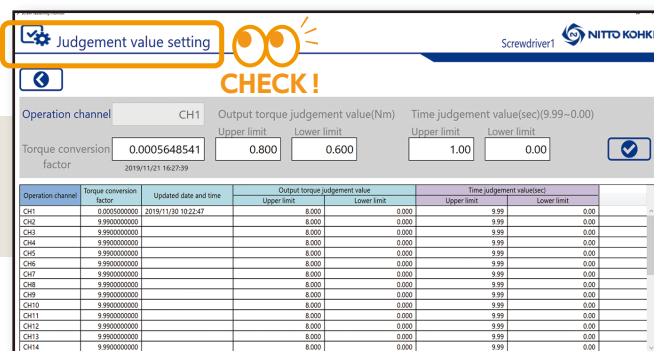 Judgement value setting
CHECK !
Screwdriver1
NITTO KOHKI
Operation channel CH1 Output torque judgement value(Nm) Time judgement value(sec)(9.99~0.00)
Upper limit Lower limit Upper limit Lower limit
Torque conversion factor 0.0005648541 0.800 0.600 1.00 0.00
2019/11/21 16:27:39
Operation channel Torque conversion factor Updated date and time Output torque judgement value Time judgement value(sec)
Upper limit Lower limit Upper limit Lower limit
CH1 0.0005000000 2019/11/30 10:22:47 8.000 0.000 9.99 0.00
CH2 9.9900000000 8.000 0.000 9.99 0.00
CH3 9.9900000000 8.000 0.000 9.99 0.00
CH4 9.9900000000 8.000 0.000 9.99 0.00
CH5 9.9900000000 8.000 0.000 9.99 0.00
CH6 9.9900000000 8.000 0.000 9.99 0.00
CH7 9.9900000000 8.000 0.000 9.99 0.00
CH8 9.9900000000 8.000 0.000 9.99 0.00
CH9 9.9900000000 8.000 0.000 9.99 0.00
CH10 9.9900000000 8.000 0.000 9.99 0.00
CH11 9.9900000000 8.000 0.000 9.99 0.00
CH12 9.9900000000 8.000 0.000 9.99 0.00
CH13 9.9900000000 8.000 0.000 9.99 0.00
CH14 9.9900000000 8.000 0.000 9.99 0.00